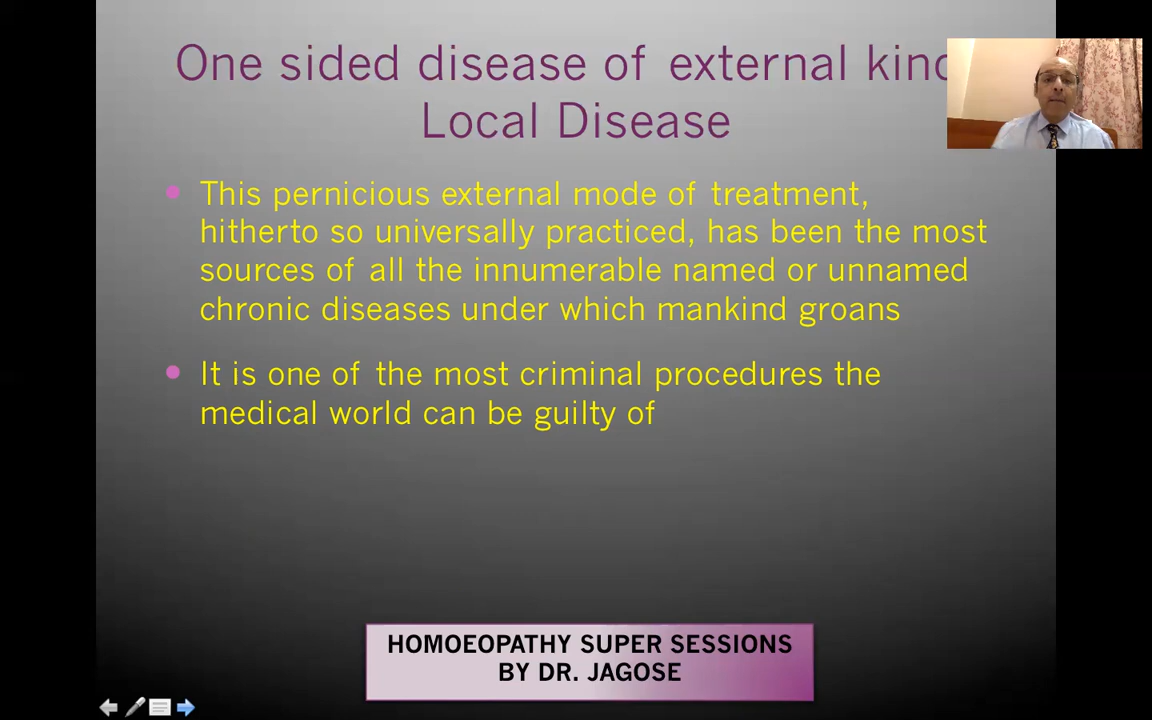 One sided disease of external kind
Local Disease
This pernicious external mode of treatment,
hitherto so universally practiced, has been the most
sources of all the innumerable named or unnamed
chronic diseases under which mankind groans
It is one of the most criminal procedures the
medical world can be guilty of
HOMOEOPATHY SUPER SESSIONS
BY DR. JAGOSE